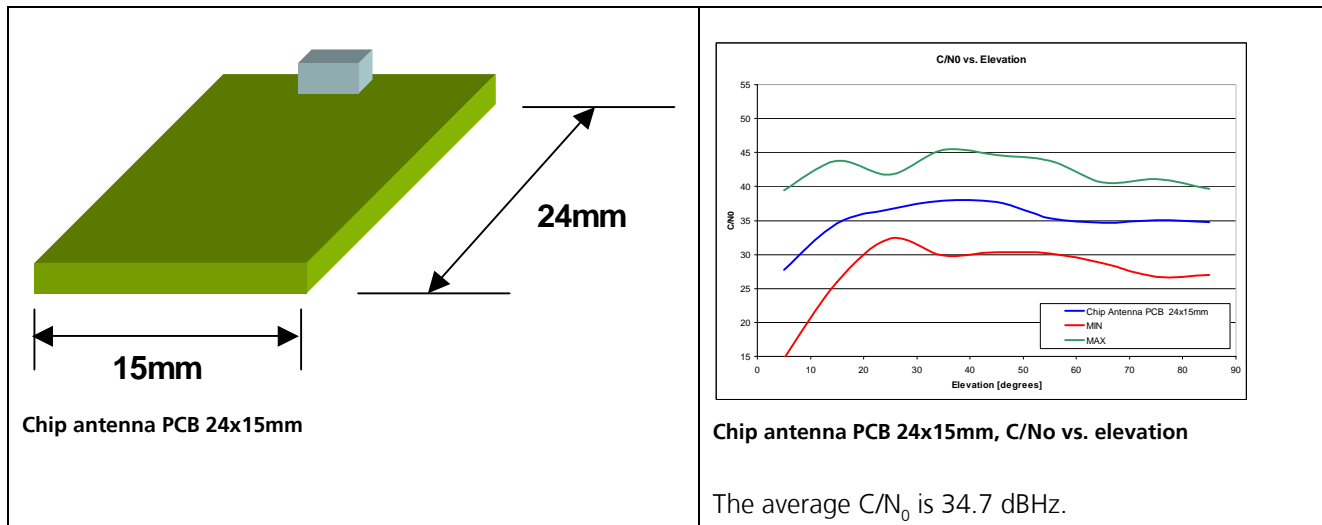 24mm
15mm
Chip antenna PCB 24x15mm
C/N0 vs. Elevation
55
50
45
40
35
30
25
20
15
C/N0
0 10 20 30 40 50 60 70 80 90
Elevation [degrees]
Chip Antenna PCB 24x15mm
MIN
MAX
Chip antenna PCB 24x15mm, C/No vs. elevation
The average C/N0 is 34.7 dBHz.